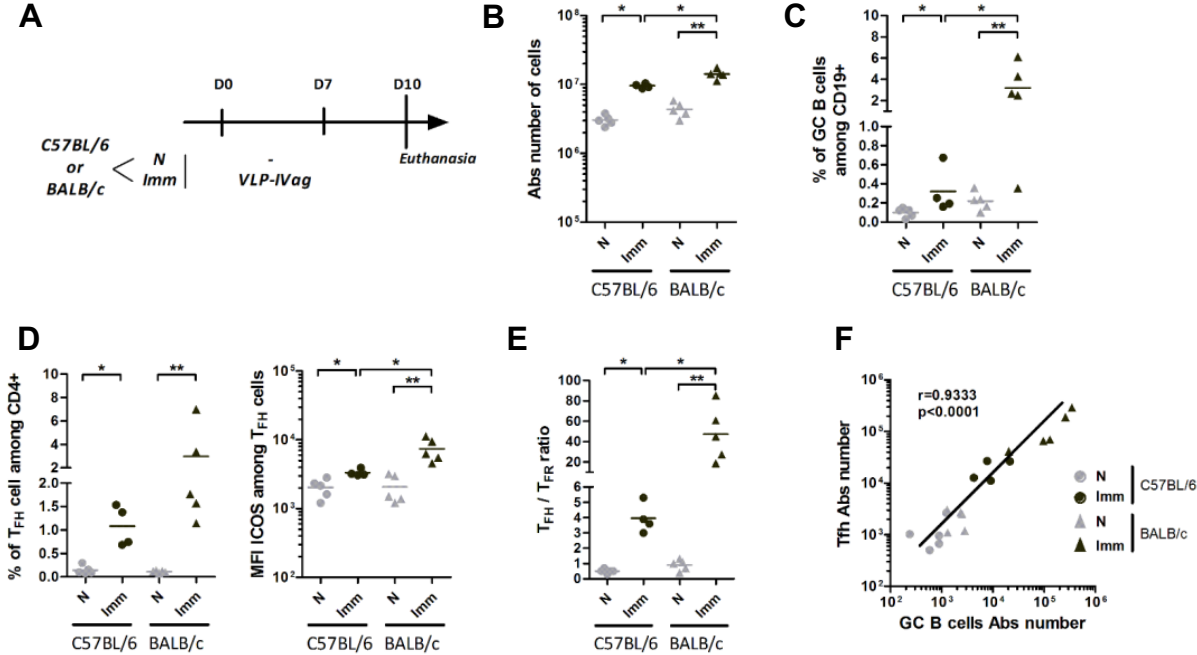 A
D0 D7 D10
C57BL/6
or
BALB/c
N
Imm
-
VLP-IVag
Euthanasia
B
* *
**
Abs number of cells
10⁸
10⁷
10⁶
10⁵
N Imm N Imm
C57BL/6 BALB/c
C
* *
**
% of GC B cells
among CD19+
10
8
6
4
2
1.0
0.8
0.6
0.4
0.2
0.0
N Imm N Imm
C57BL/6 BALB/c
D
* **
% of TFH cell among CD4+
10
8
6
4
2
2.0
1.5
1.0
0.5
0.0
N Imm N Imm
C57BL/6 BALB/c
* *
**
MFI ICOS among TFH cells
10⁵
10⁴
10³
10²
N Imm N Imm
C57BL/6 BALB/c
E
* *
**
TFH / TFR ratio
100
80
60
40
20
6
5
4
3
2
1
0
N Imm N Imm
C57BL/6 BALB/c
F
r=0.9333
p<0.0001
Tfh Abs number
10⁶
10⁵
10⁴
10³
10²
10² 10³ 10⁴ 10⁵ 10⁶
GC B cells Abs number
N
Imm
C57BL/6
N
Imm
BALB/c